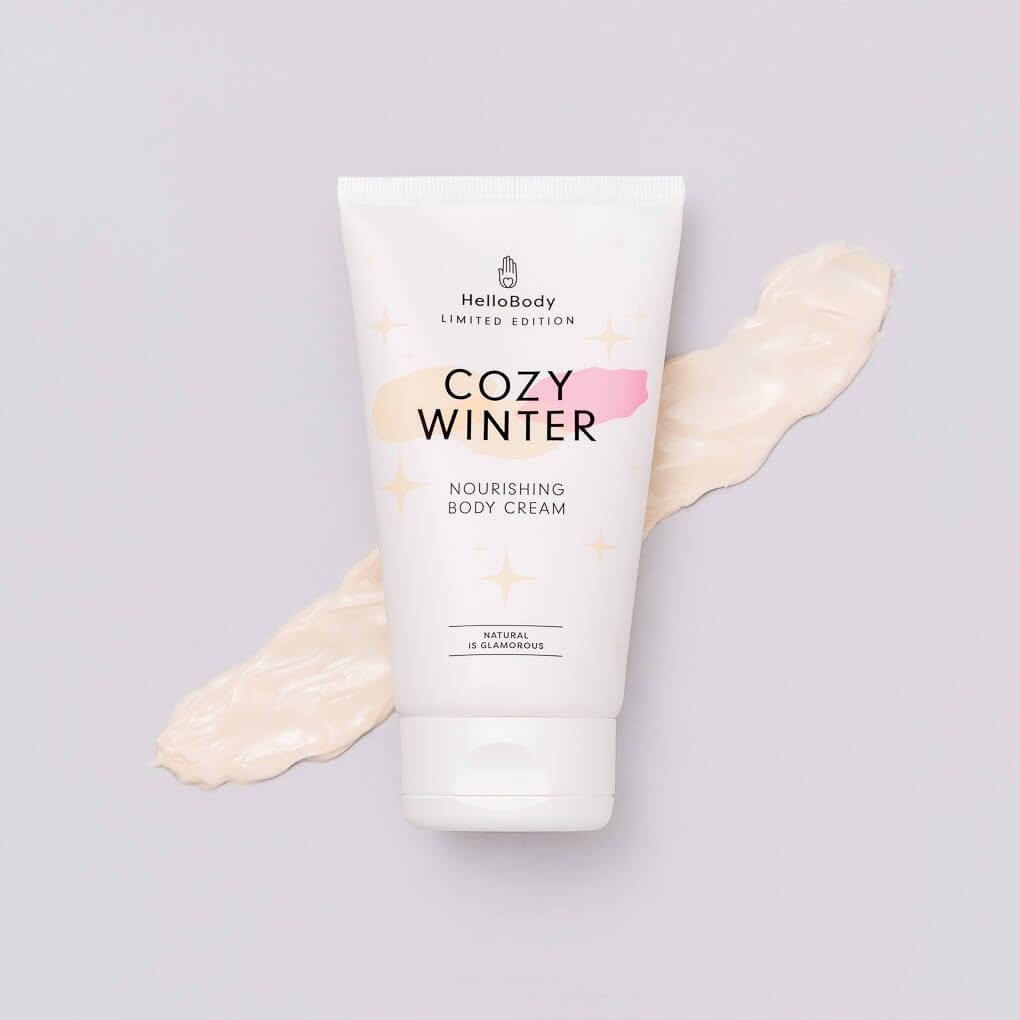 HelloBody
LIMITED EDITION
COZY
WINTER
NOURISHING
BODY CREAM
NATURAL
IS GLAMOROUS